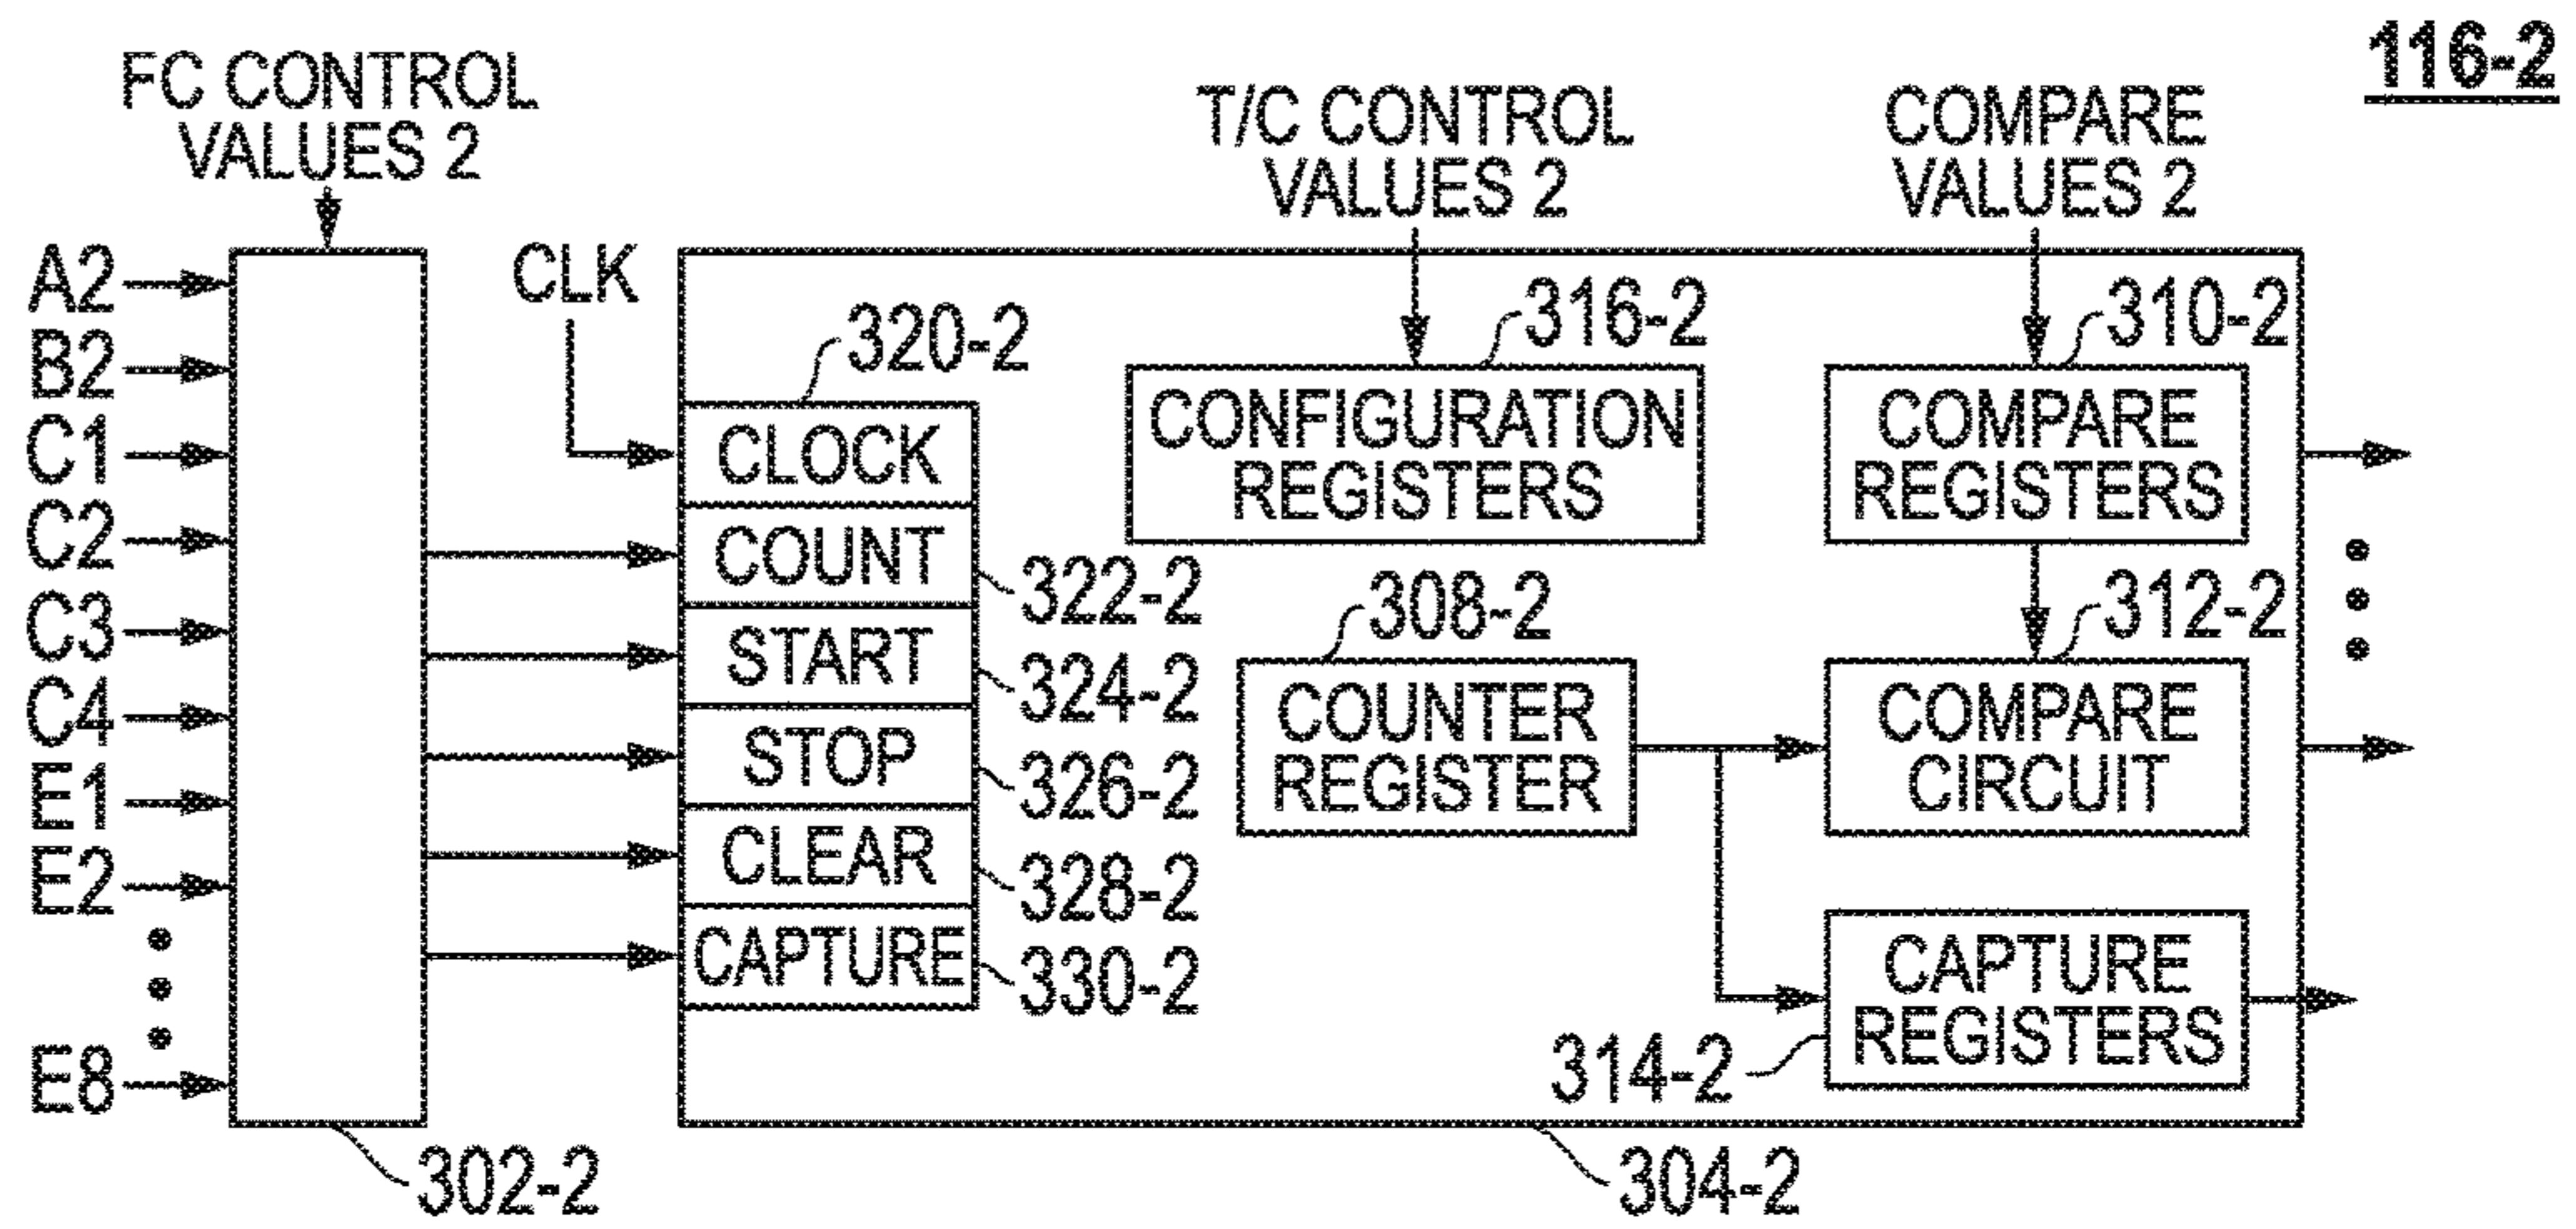 116-2
FC CONTROL
VALUES 2
T/C CONTROL
VALUES 2
COMPARE
VALUES 2
A2
B2
C1
C2
C3
C4
E1
E2
E8
CLK
320-2
CLOCK
COUNT
START
STOP
CLEAR
CAPTURE
322-2
324-2
326-2
328-2
330-2
316-2
CONFIGURATION
REGISTERS
310-2
COMPARE
REGISTERS
308-2
COUNTER
REGISTER
312-2
COMPARE
CIRCUIT
CAPTURE
REGISTERS
314-2
302-2
304-2